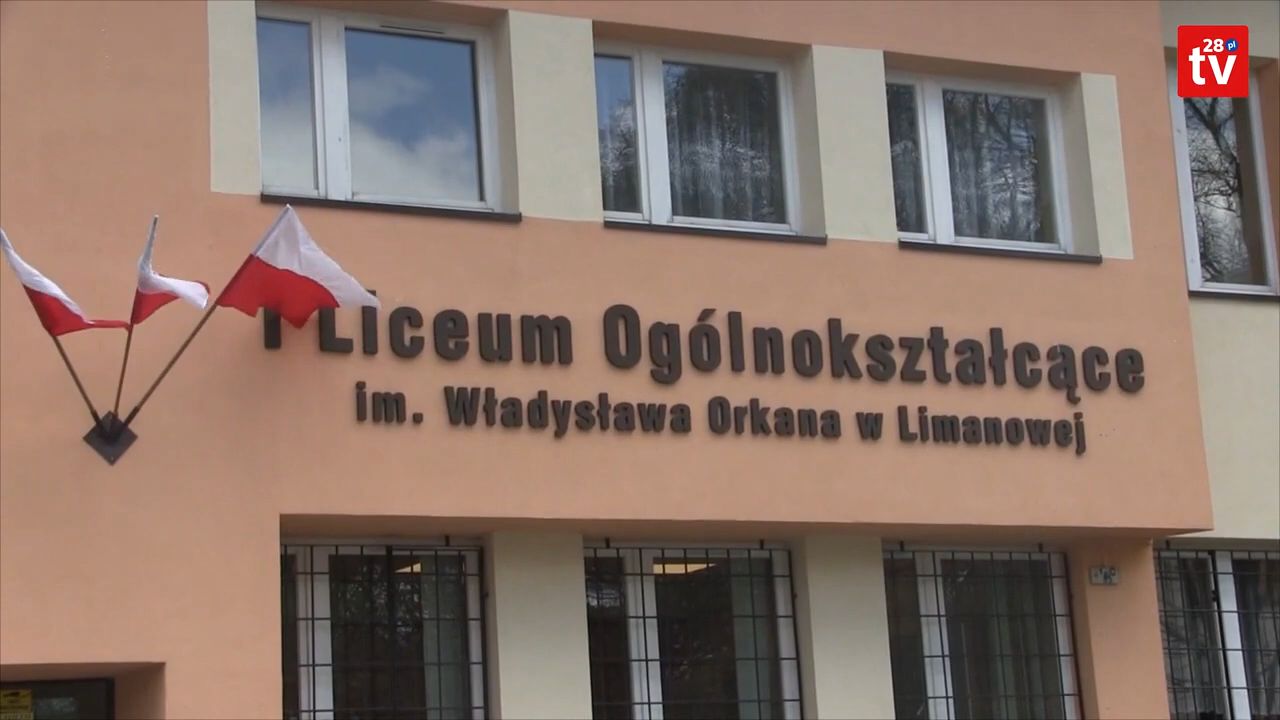 28 pl
tv
I Liceum Ogólnokształcące
im. Władysława Orkana w Limanowej